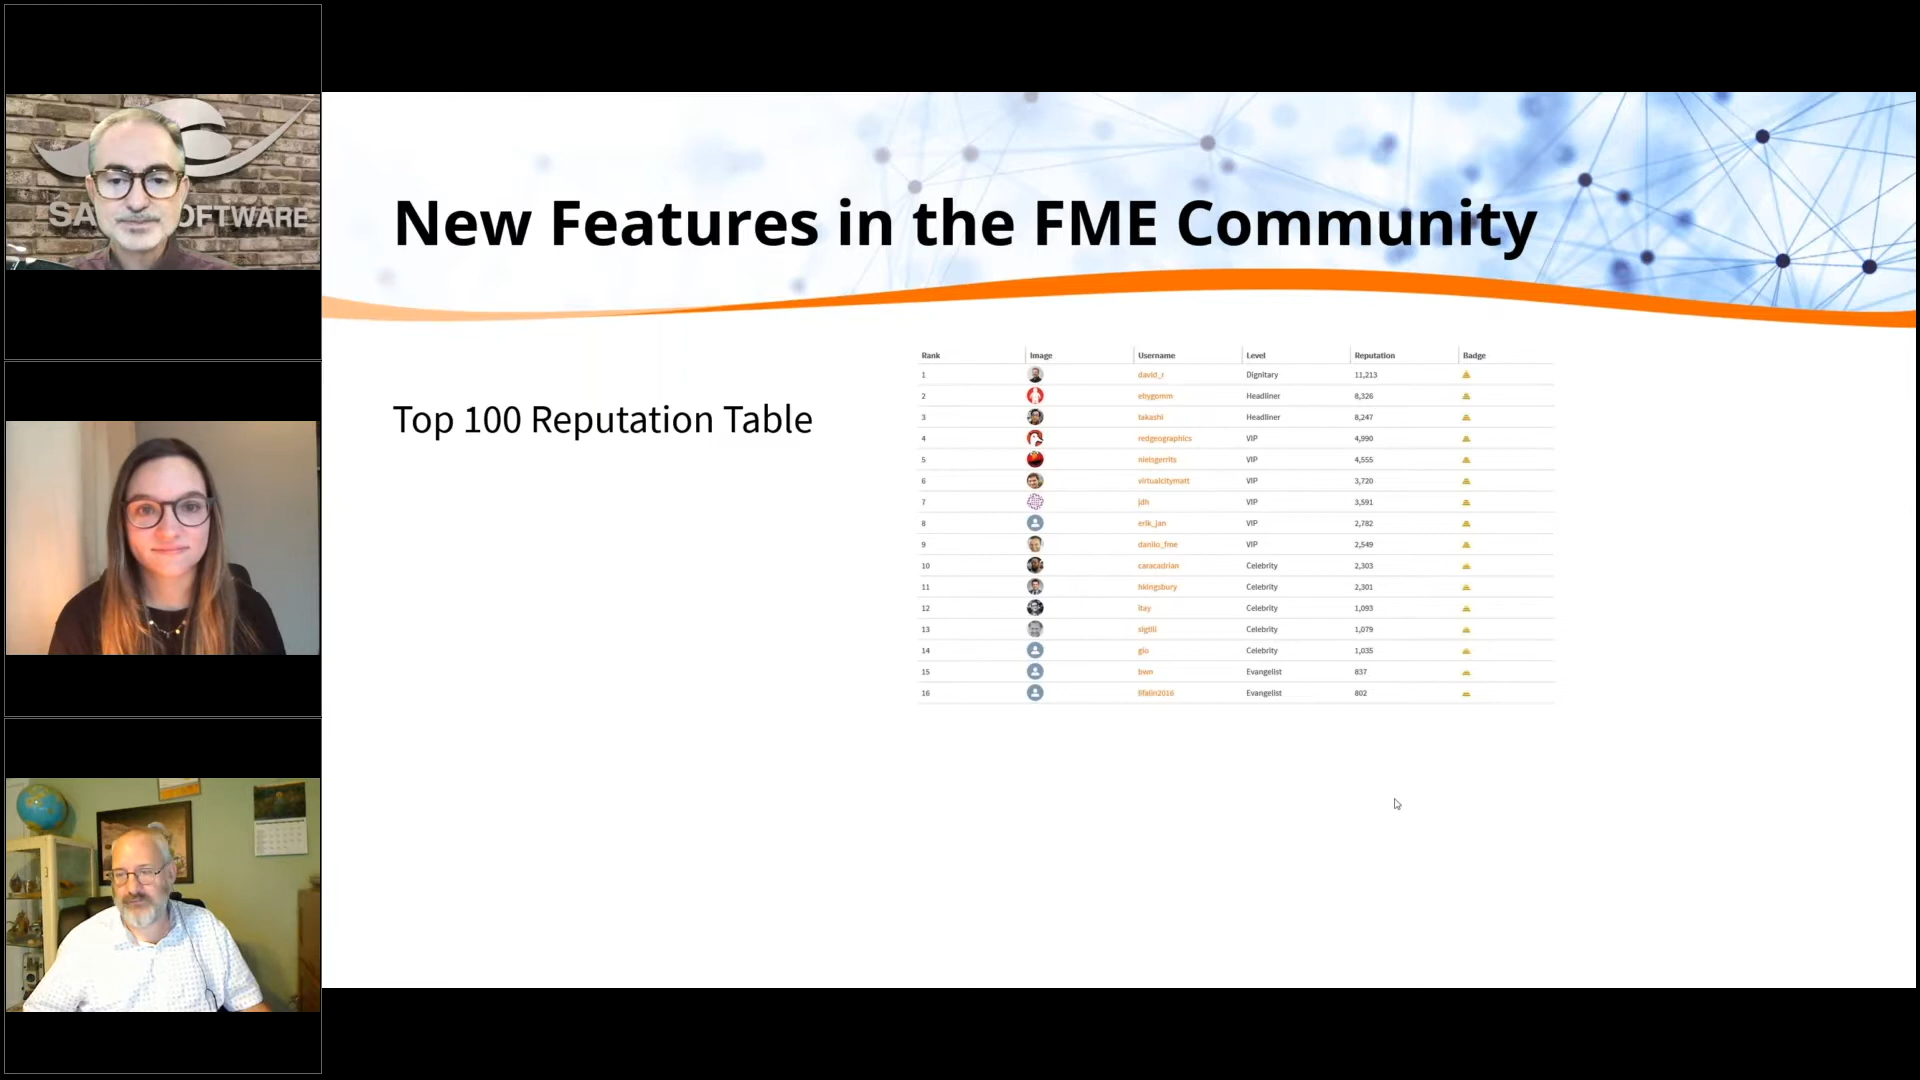 SA OFTWARE
New Features in the FME Community
Top 100 Reputation Table
Rank Image Username Level Reputation Badge
1 david_r Dignitary 11,213
2 ebygomm Headliner 8,326
3 takashi Headliner 8,247
4 redgeographics VIP 4,990
5 nielsgerrits VIP 4,555
6 virtualcitymatt VIP 3,720
7 jdh VIP 3,591
8 erik_jan VIP 2,782
9 danilo_fme VIP 2,549
10 caracadrian Celebrity 2,303
11 hkingsbury Celebrity 2,301
12 itay Celebrity 1,093
13 sigtill Celebrity 1,079
14 gio Celebrity 1,035
15 bwn Evangelist 837
16 lifalin2016 Evangelist 802